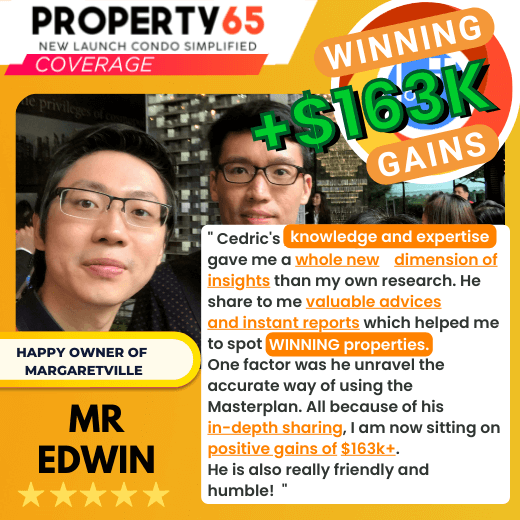 PROPERTY65
NEW LAUNCH CONDO SIMPLIFIED
COVERAGE
WINNING
+$163K
GAINS
the privileges of
" Cedric's knowledge and expertise
gave me a whole new dimension of
insights than my own research. He
share to me valuable advices
and instant reports which helped me
to spot WINNING properties.
One factor was he unravel the
accurate way of using the
Masterplan. All because of his
in-depth sharing, I am now sitting on
positive gains of $163k+.
He is also really friendly and
humble! "
HAPPY OWNER OF
MARGARETVILLE
MR
EDWIN